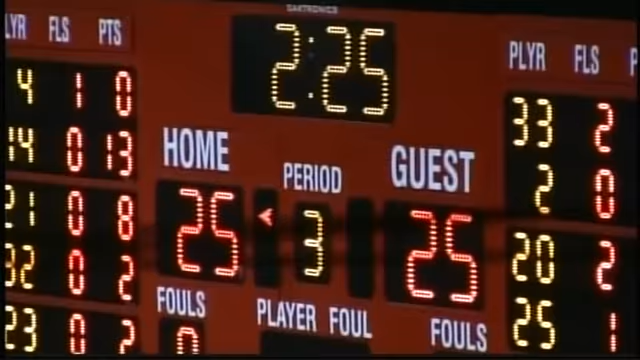 DAKTRONICS
PLYR FLS PTS
2:25
PLYR FLS P
4 1 0
14 0 13
21 0 8
32 0 2
23 0 2
HOME
25
PERIOD
3
GUEST
25
FOULS
0
PLAYER FOUL
FOULS
33 2
2 0
20 2
25 1